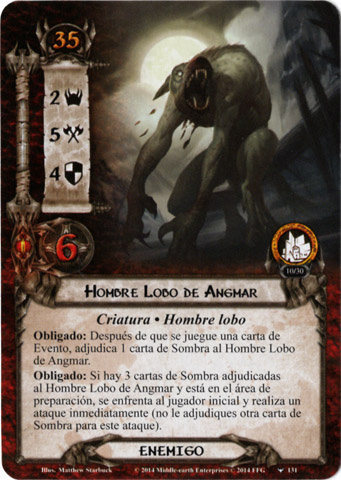 35
2
5
4
6
10/30
Hombre Lobo de Angmar
Criatura • Hombre lobo
Obligado: Después de que se juegue una carta de
Evento, adjudica 1 carta de Sombra al Hombre Lobo
de Angmar.
Obligado: Si hay 3 cartas de Sombra adjudicadas
al Hombre Lobo de Angmar y está en el área de
preparación, se enfrenta al jugador inicial y realiza un
ataque inmediatamente (no le adjudiques otra carta de
Sombra para este ataque).
ENEMIGO
Illus. Matthew Starbuck © 2014 Middle-earth Enterprises © 2014 FFG 131